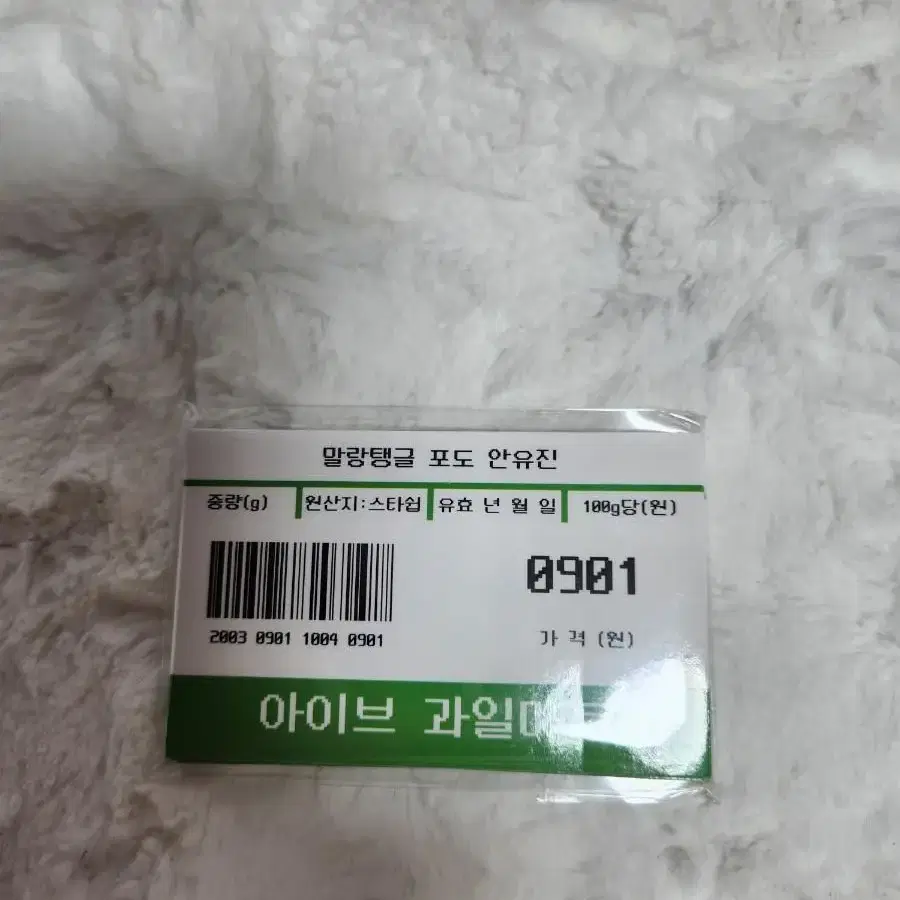 말랑탱글 포도 안유진
중량(g) 원산지:스타쉽 유효 년 월 일 100g당(원)
0901
2003 0901 1004 0901
가 격 (원)
아이브